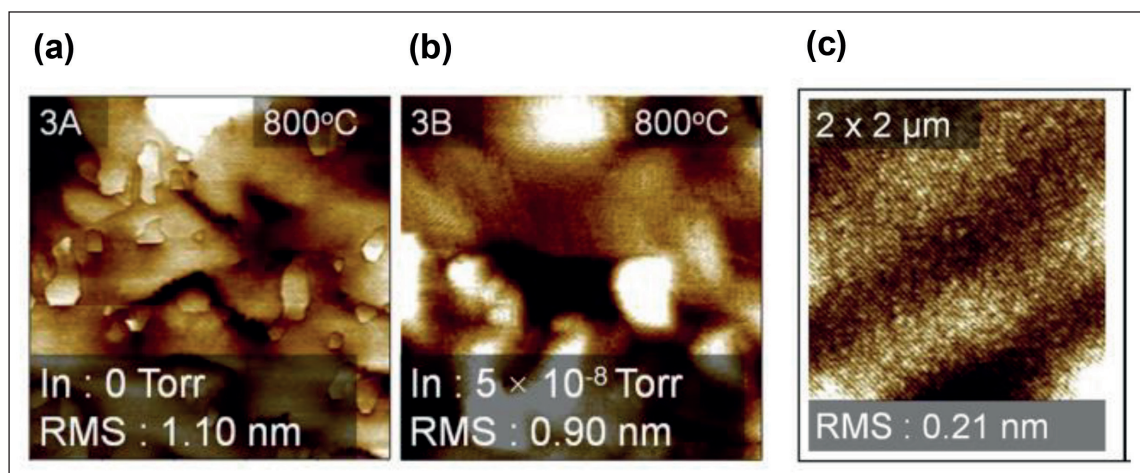 (a)
(b)
(c)
3A 800°C
3B 800°C
2 x 2 μm
In : 0 Torr
RMS : 1.10 nm
In : 5 × 10⁻⁸ Torr
RMS : 0.90 nm
RMS : 0.21 nm